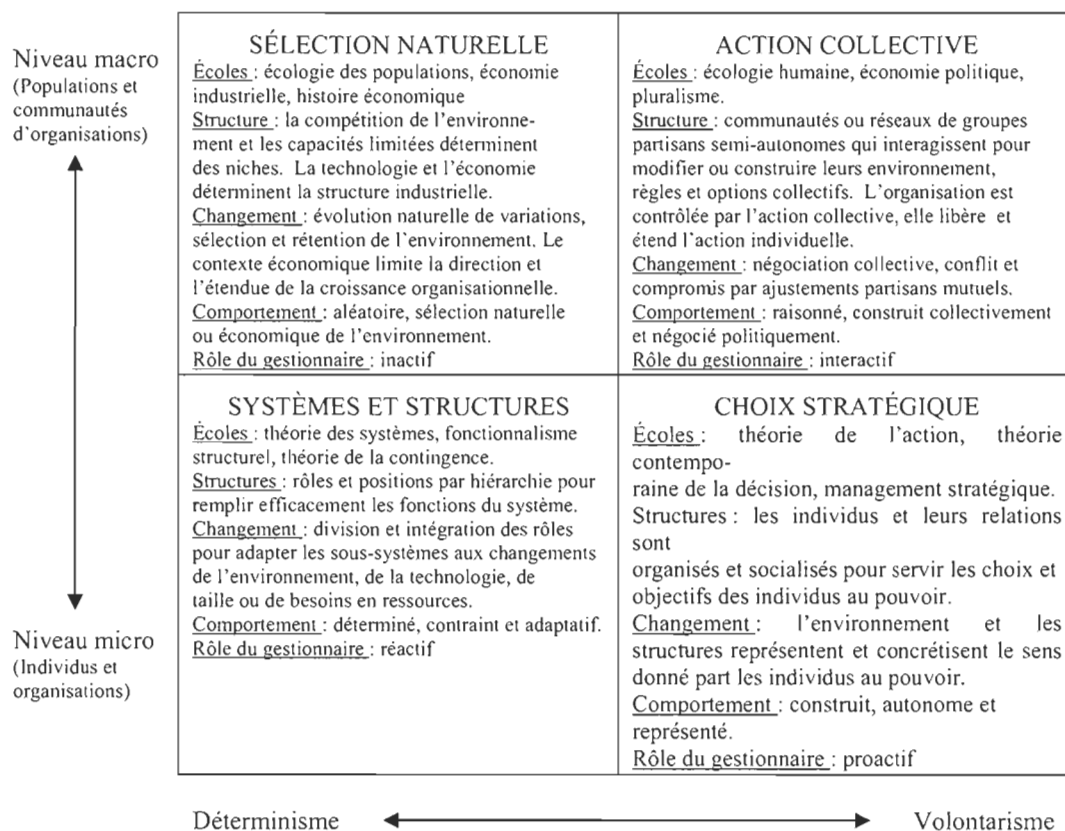 Niveau macro
(Populations et
communautés
d'organisations)
SÉLECTION NATURELLE
Écoles : écologie des populations, économie
industrielle, histoire économique
Structure : la compétition de l'environne-
ment et les capacités limitées déterminent
des niches. La technologie et l'économie
déterminent la structure industrielle.
Changement : évolution naturelle de variations,
sélection et rétention de l'environnement. Le
contexte économique limite la direction et
l'étendue de la croissance organisationnelle.
Comportement : aléatoire, sélection naturelle
ou économique de l'environnement.
Rôle du gestionnaire : inactif
ACTION COLLECTIVE
Écoles : écologie humaine, économie politique,
pluralisme.
Structure : communautés ou réseaux de groupes
partisans semi-autonomes qui interagissent pour
modifier ou construire leurs environnement,
règles et options collectifs. L'organisation est
contrôlée par l'action collective, elle libère et
étend l'action individuelle.
Changement : négociation collective, conflit et
compromis par ajustements partisans mutuels.
Comportement : raisonné, construit collectivement
et négocié politiquement.
Rôle du gestionnaire : interactif
Niveau micro
(Individus et
organisations)
SYSTÈMES ET STRUCTURES
Écoles : théorie des systèmes, fonctionnalisme
structurel, théorie de la contingence.
Structures : rôles et positions par hiérarchie pour
remplir efficacement les fonctions du système.
Changement : division et intégration des rôles
pour adapter les sous-systèmes aux changements
de l'environnement, de la technologie, de
taille ou de besoins en ressources.
Comportement : déterminé, contraint et adaptatif.
Rôle du gestionnaire : réactif
CHOIX STRATÉGIQUE
Écoles : théorie de l'action, théorie
contempo-
raine de la décision, management stratégique.
Structures : les individus et leurs relations
sont
organisés et socialisés pour servir les choix et
objectifs des individus au pouvoir.
Changement : l'environnement et les
structures représentent et concrétisent le sens
donné part les individus au pouvoir.
Comportement : construit, autonome et
représenté.
Rôle du gestionnaire : proactif
Déterminisme
Volontarisme